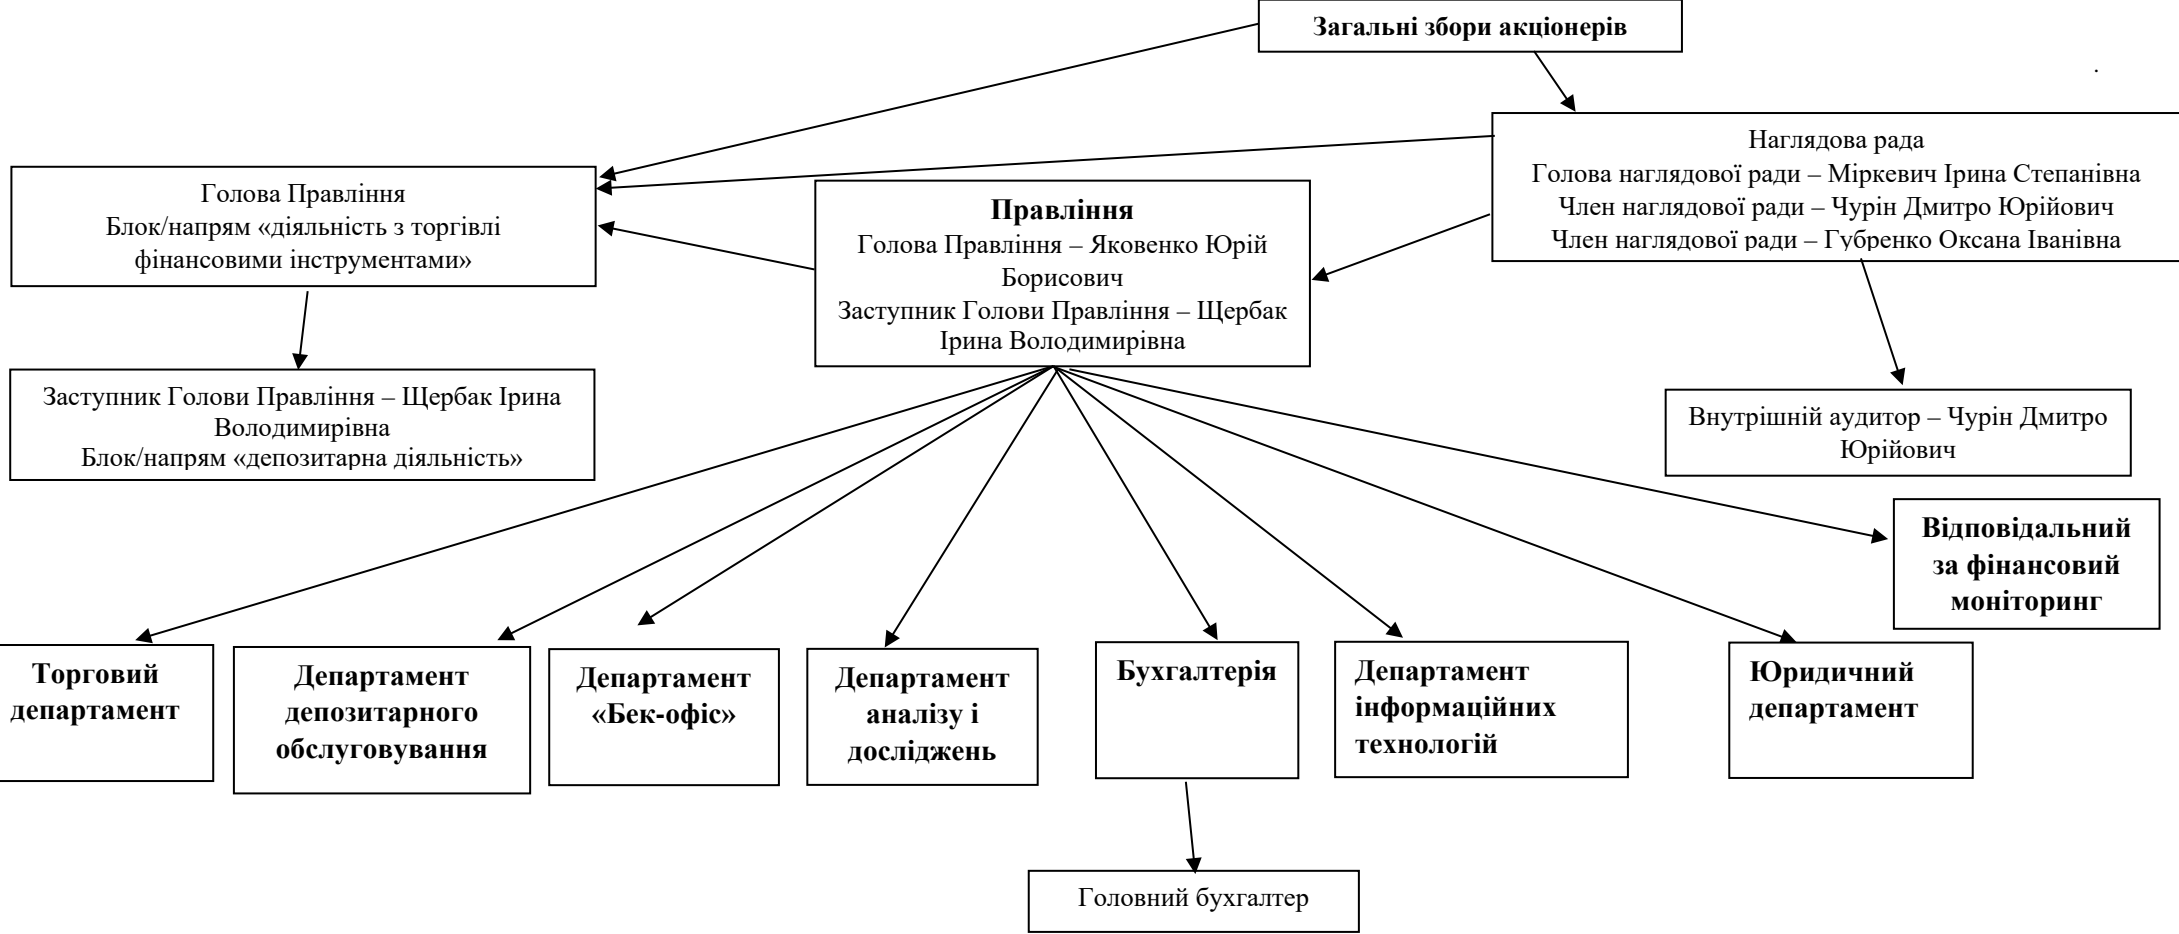 Загальні збори акціонерів
.
Наглядова рада
Голова наглядової ради – Міркевич Ірина Степанівна
Член наглядової ради – Чурін Дмитро Юрійович
Член наглядової ради – Губренко Оксана Іванівна
Голова Правління
Блок/напрям «діяльність з торгівлі
фінансовими інструментами»
Правління
Голова Правління – Яковенко Юрій
Борисович
Заступник Голови Правління – Щербак
Ірина Володимирівна
Заступник Голови Правління – Щербак Ірина
Володимирівна
Блок/напрям «депозитарна діяльність»
Внутрішній аудитор – Чурін Дмитро
Юрійович
Відповідальний
за фінансовий
моніторинг
Торговий
департамент
Департамент
депозитарного
обслуговування
Департамент
«Бек-офіс»
Департамент
аналізу і
досліджень
Бухгалтерія
Департамент
інформаційних
технологій
Юридичний
департамент
Головний бухгалтер